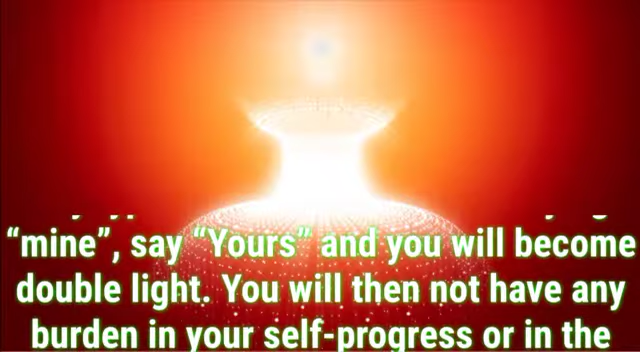 “mine”, say “Yours” and you will become
double light. You will then not have any
burden in your self-progress or in the